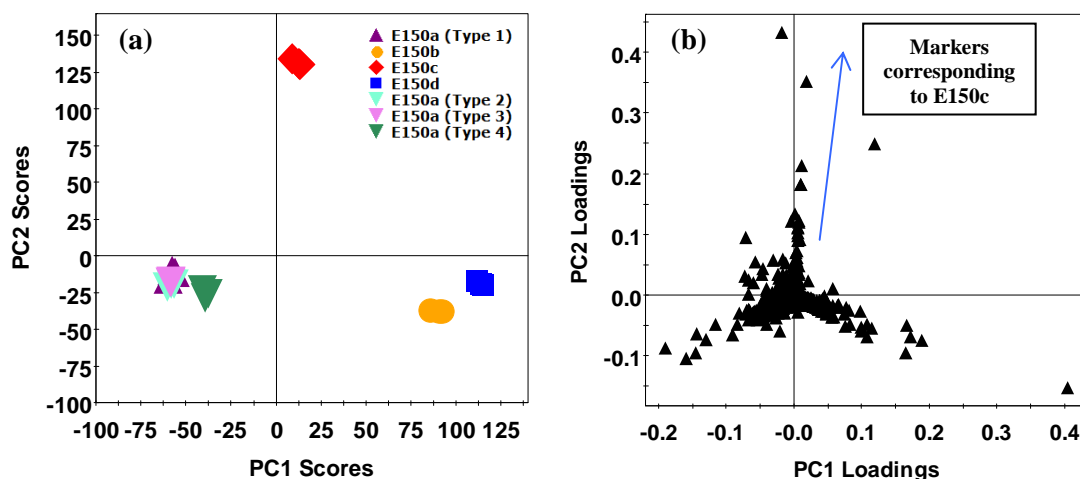 (a)
E150a (Type 1)
E150b
E150c
E150d
E150a (Type 2)
E150a (Type 3)
E150a (Type 4)
PC2 Scores
150
125
100
75
50
25
0
-25
-50
-75
-100
-100 -75 -50 -25 0 25 50 75 100 125
PC1 Scores
(b)
Markers
corresponding
to E150c
PC2 Loadings
0.4
0.3
0.2
0.1
0.0
-0.1
-0.2 -0.1 -0.0 0.1 0.2 0.3 0.4
PC1 Loadings